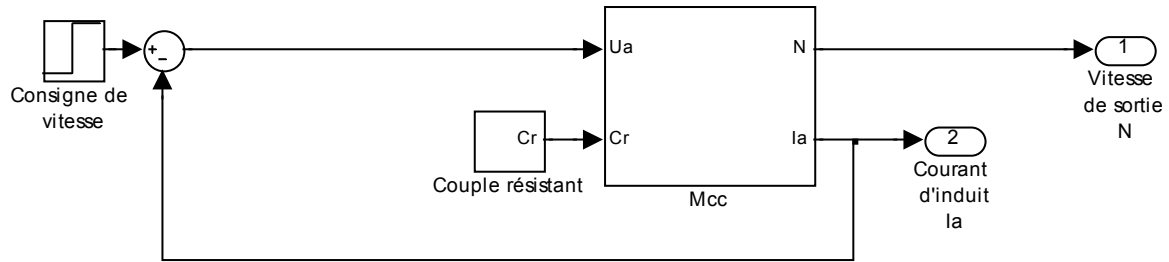 Consigne de
vitesse
+
−
Ua
N
Cr
Cr
Ia
Couple résistant
Mcc
1
Vitesse
de sortie
N
2
Courant
d'induit
Ia